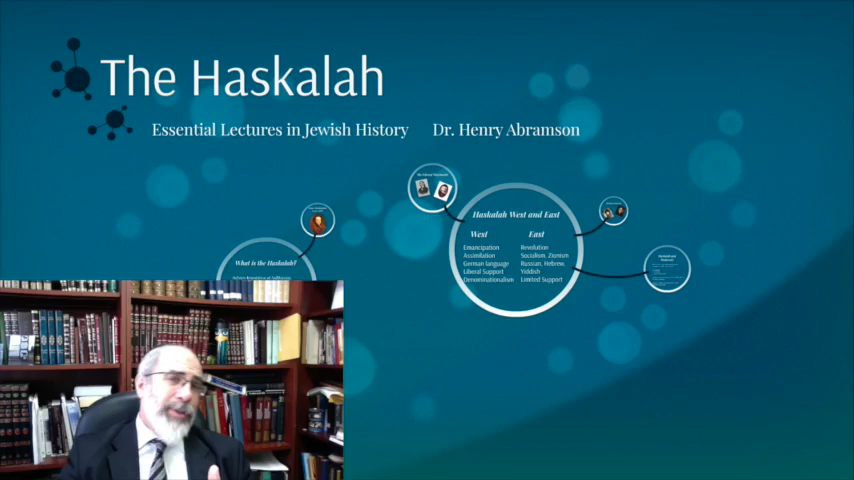 The Haskalah
Essential Lectures in Jewish History Dr. Henry Abramson
What is the Haskalah?
Haskalah West and East
West East
Emancipation Revolution
Assimilation Socialism, Zionism
German language Russian, Hebrew,
Liberal Support Yiddish
Denominationalism Limited Support